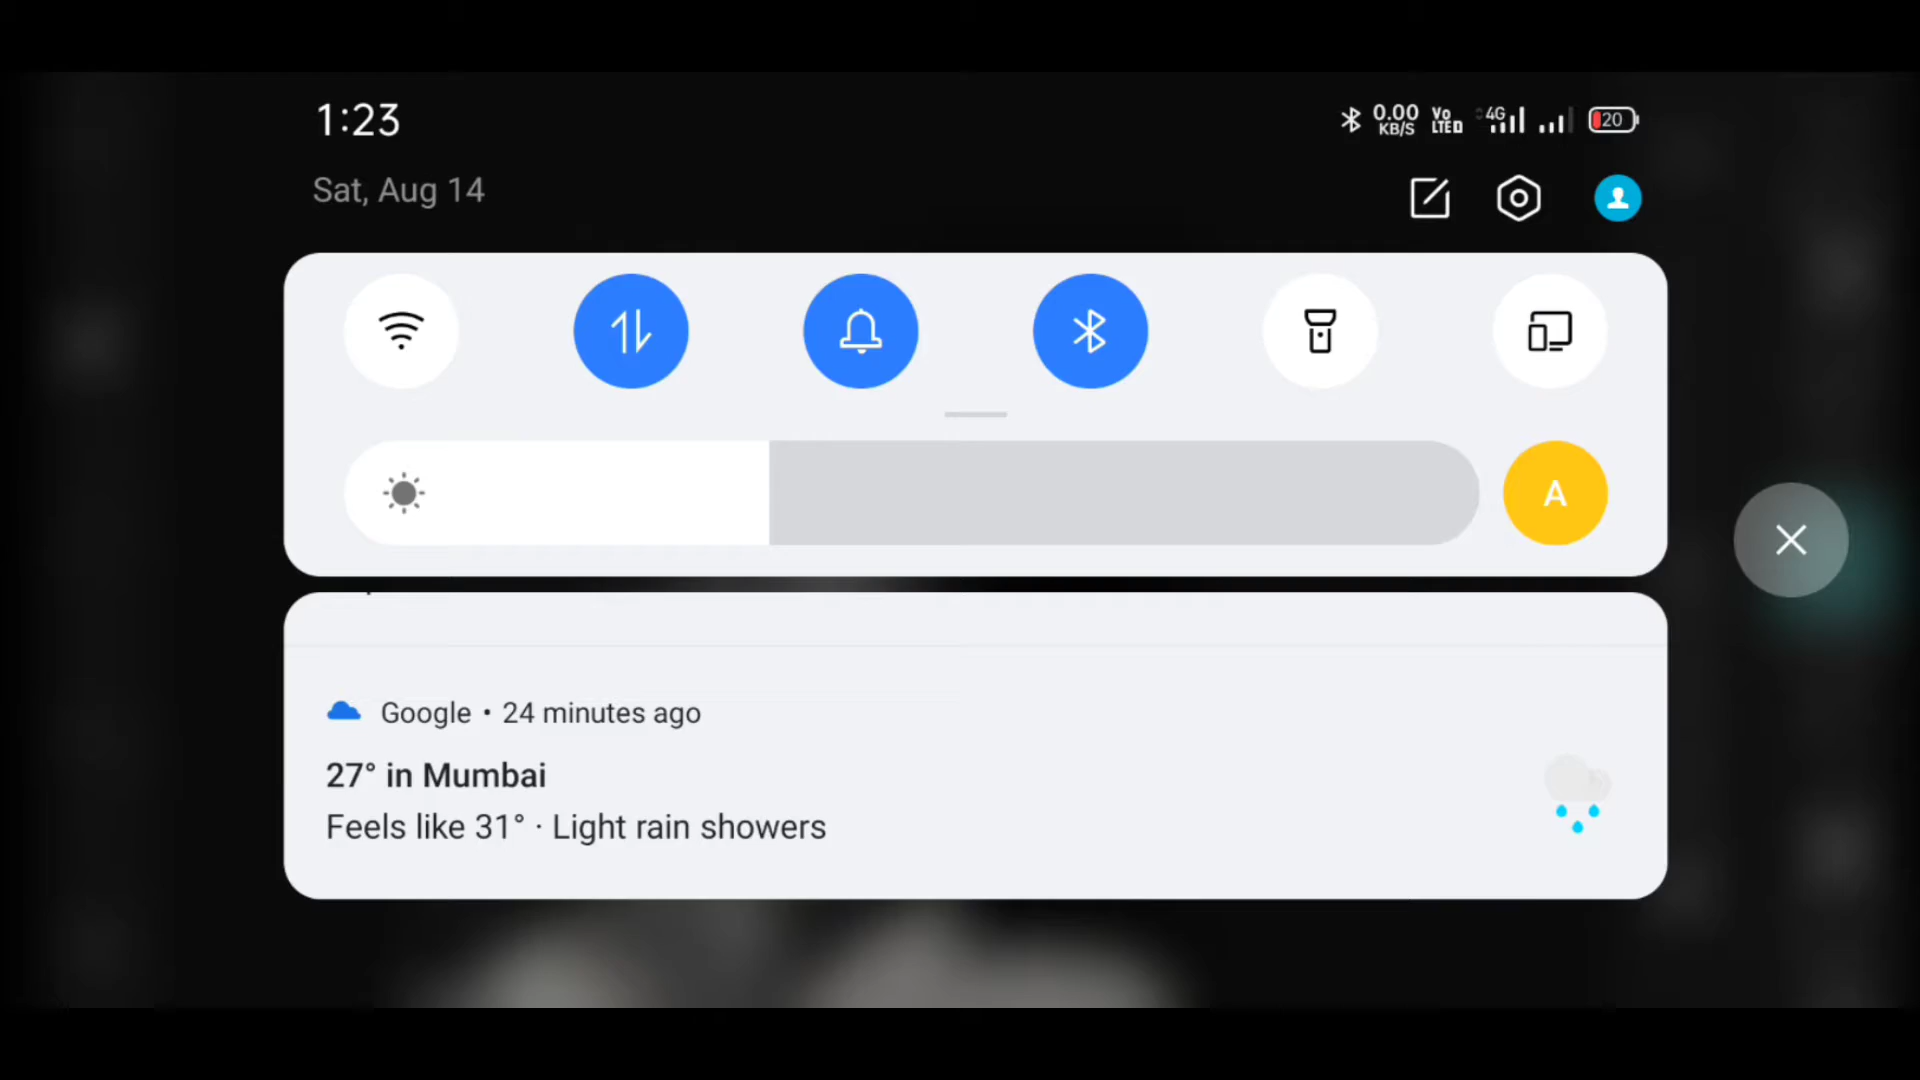 1:23
0.00 KB/S
Vo LTE
4G
20
Sat, Aug 14
A
Google • 24 minutes ago
27° in Mumbai
Feels like 31° · Light rain showers